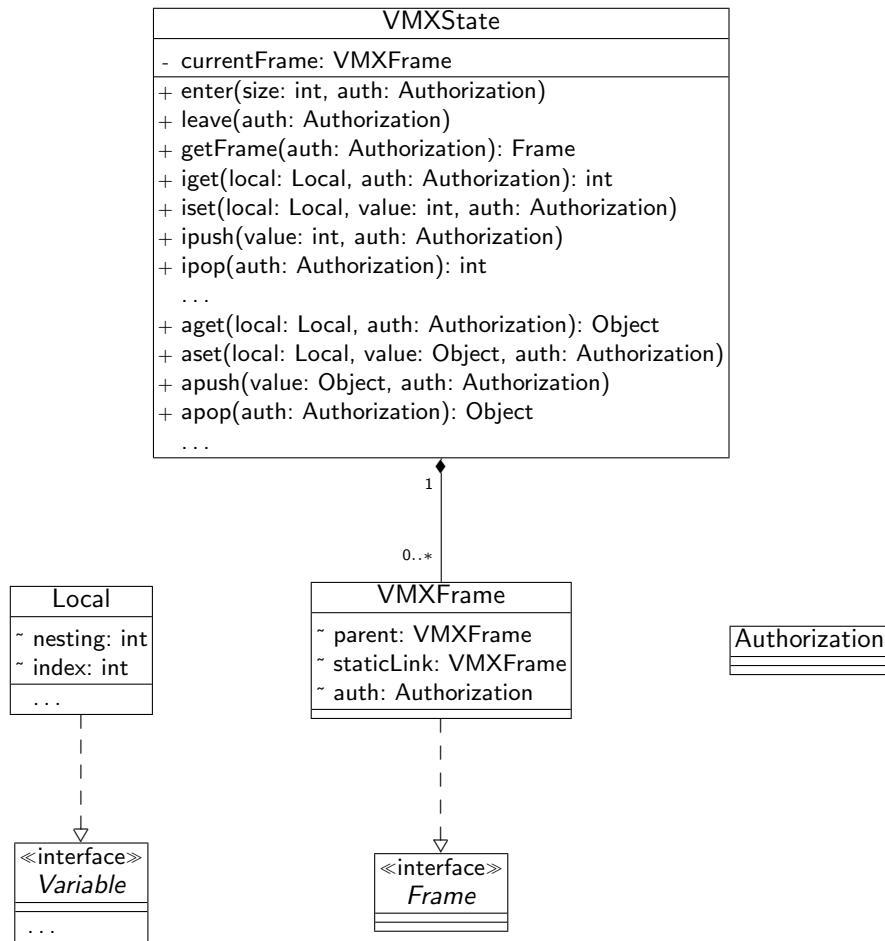 VMXState
- currentFrame: VMXFrame
+ enter(size: int, auth: Authorization)
+ leave(auth: Authorization)
+ getFrame(auth: Authorization): Frame
+ iget(local: Local, auth: Authorization): int
+ iset(local: Local, value: int, auth: Authorization)
+ ipush(value: int, auth: Authorization)
+ ipop(auth: Authorization): int
. . .
+ aget(local: Local, auth: Authorization): Object
+ aset(local: Local, value: Object, auth: Authorization)
+ apush(value: Object, auth: Authorization)
+ apop(auth: Authorization): Object
. . .
1
0..*
Local
~ nesting: int
~ index: int
. . .
VMXFrame
~ parent: VMXFrame
~ staticLink: VMXFrame
~ auth: Authorization
Authorization
≪interface≫
Variable
. . .
≪interface≫
Frame